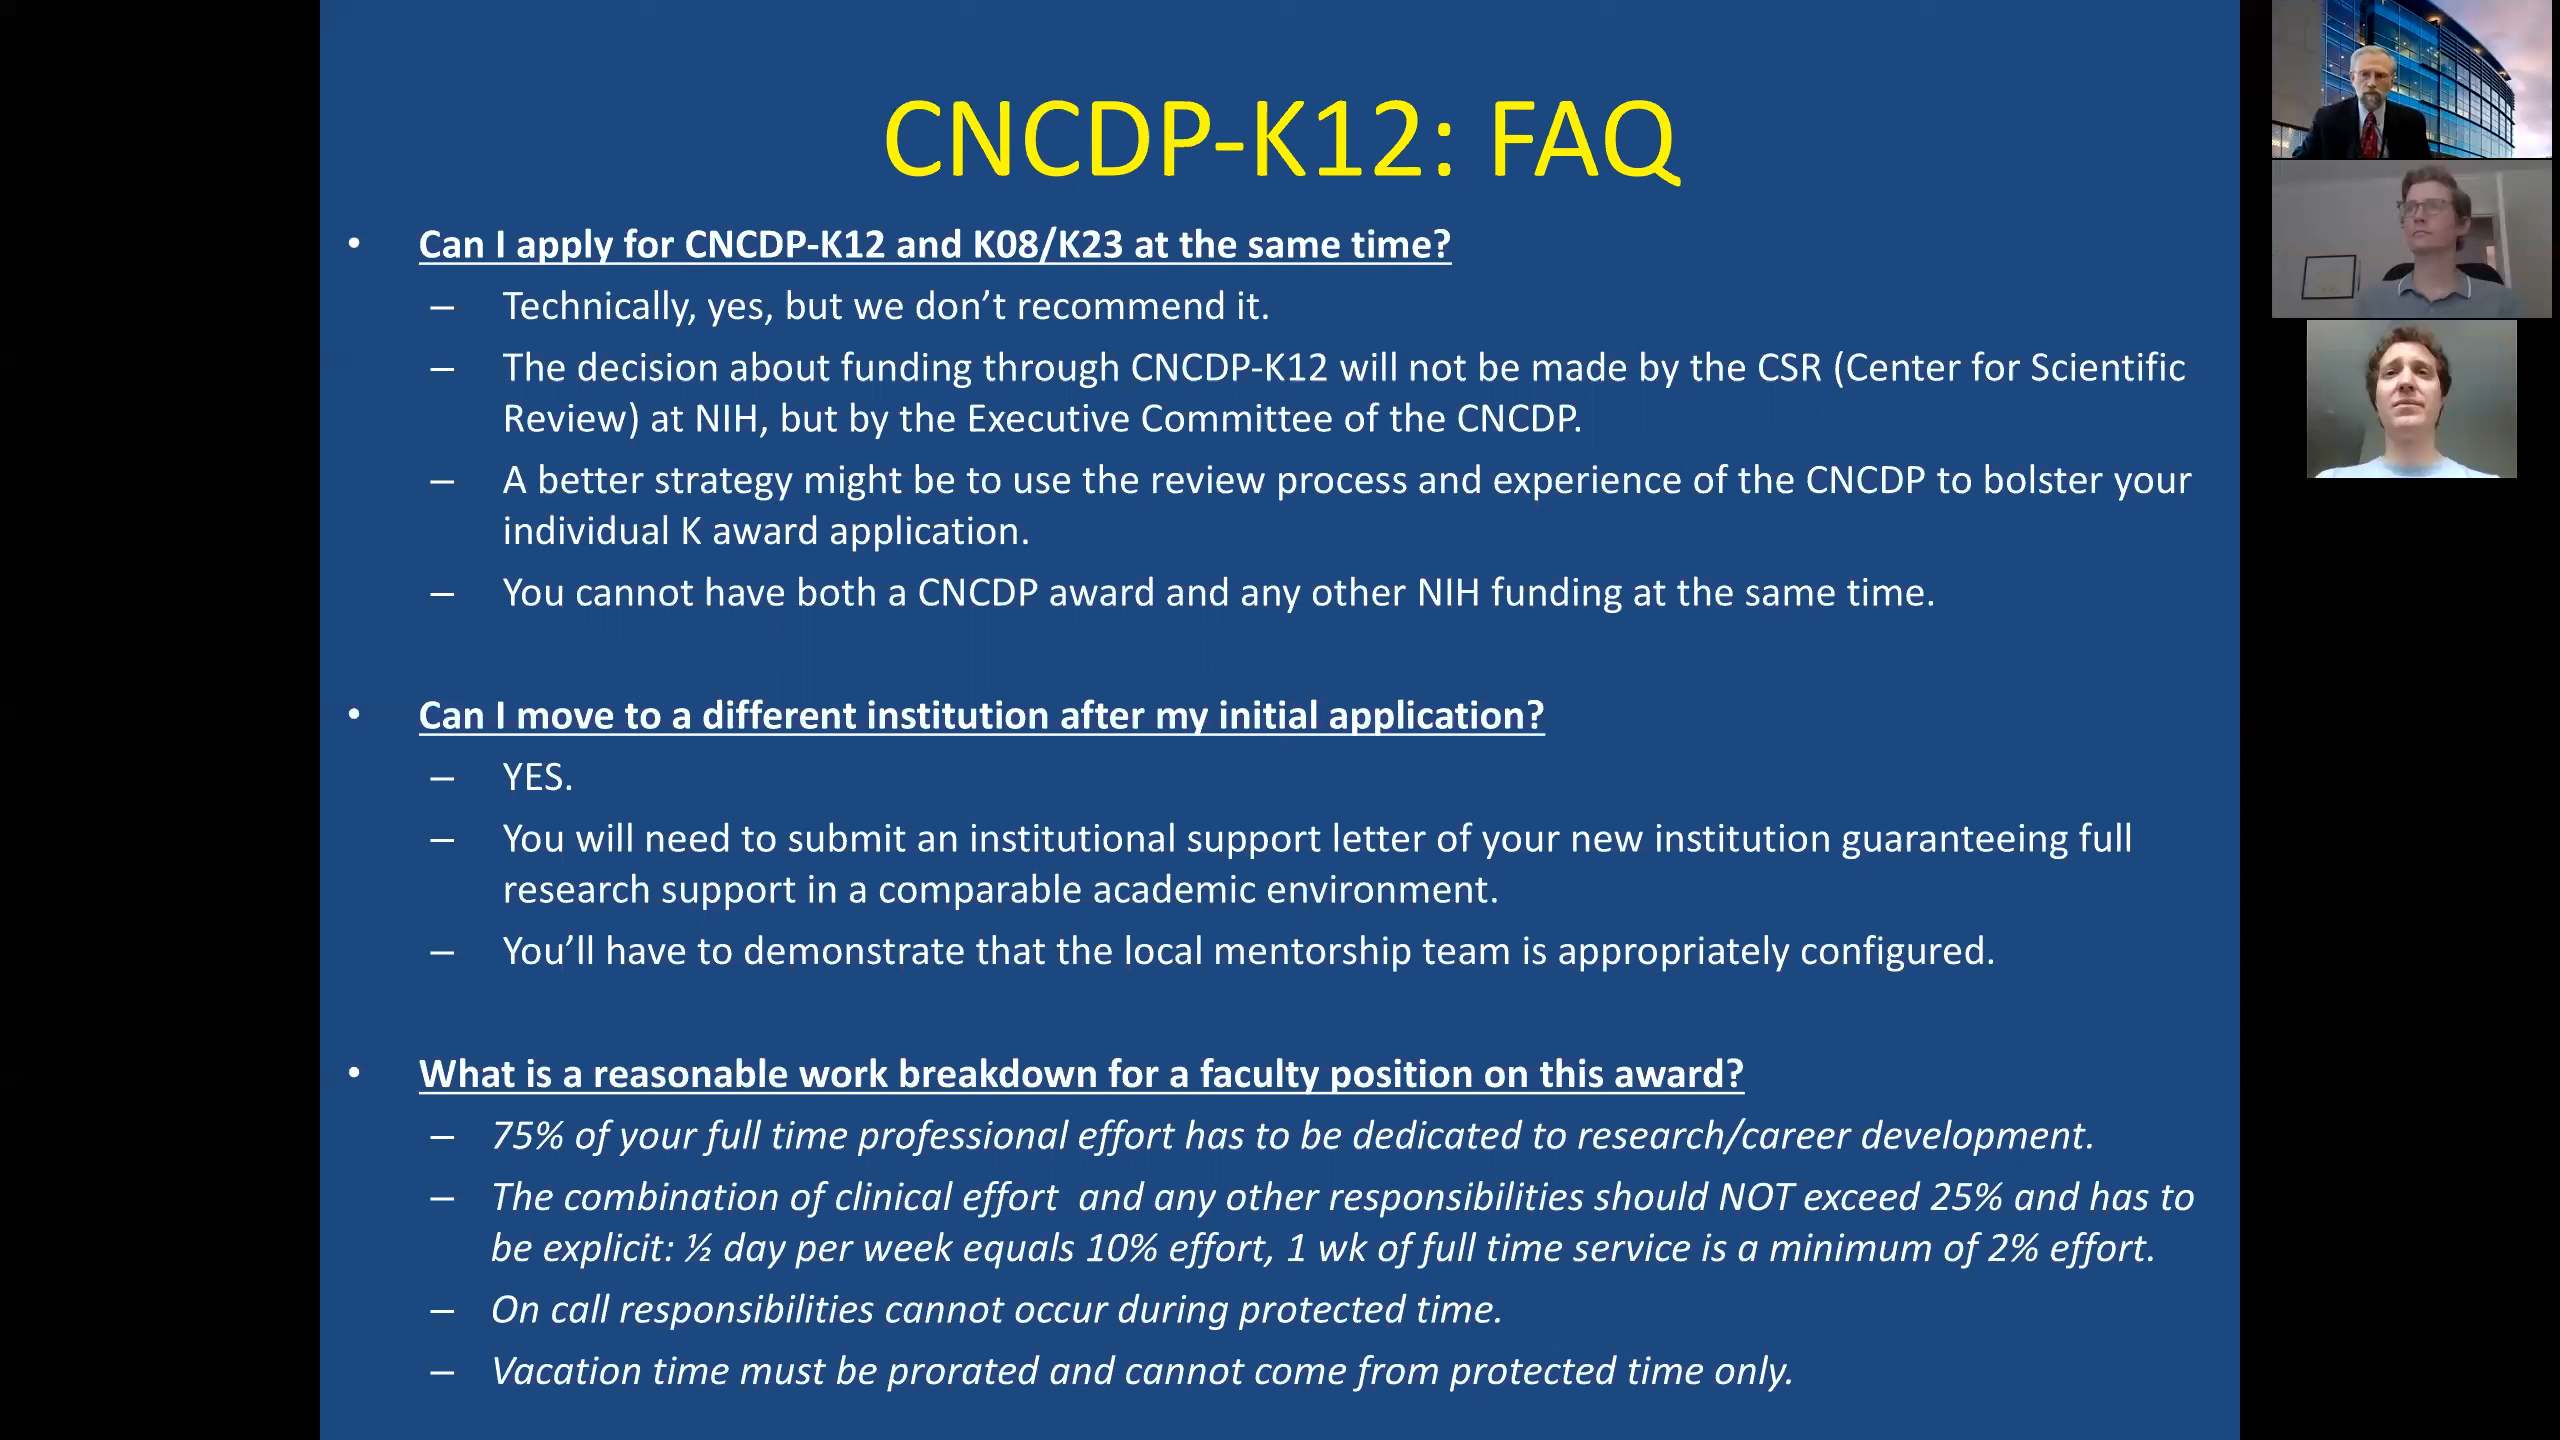 CNCDP-K12: FAQ
• Can I apply for CNCDP-K12 and K08/K23 at the same time?
– Technically, yes, but we don’t recommend it.
– The decision about funding through CNCDP-K12 will not be made by the CSR (Center for Scientific
Review) at NIH, but by the Executive Committee of the CNCDP.
– A better strategy might be to use the review process and experience of the CNCDP to bolster your
individual K award application.
– You cannot have both a CNCDP award and any other NIH funding at the same time.
• Can I move to a different institution after my initial application?
– YES.
– You will need to submit an institutional support letter of your new institution guaranteeing full
research support in a comparable academic environment.
– You’ll have to demonstrate that the local mentorship team is appropriately configured.
• What is a reasonable work breakdown for a faculty position on this award?
– 75% of your full time professional effort has to be dedicated to research/career development.
– The combination of clinical effort  and any other responsibilities should NOT exceed 25% and has to
be explicit: ½ day per week equals 10% effort, 1 wk of full time service is a minimum of 2% effort.
– On call responsibilities cannot occur during protected time.
– Vacation time must be prorated and cannot come from protected time only.